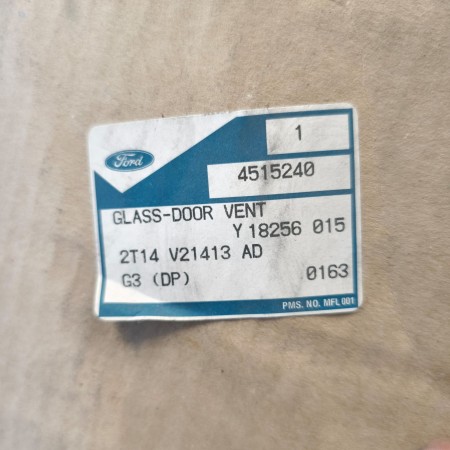 1
Ford
4515240
GLASS-DOOR VENT
Y 18256 015
2T14 V21413 AD
G3 (DP) 0163
PMS. NO. MFL 001